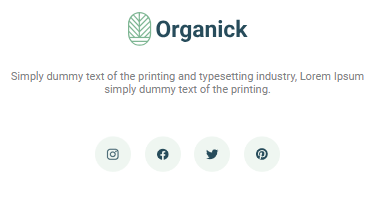 Organick
Simply dummy text of the printing and typesetting industry, Lorem Ipsum
simply dummy text of the printing.